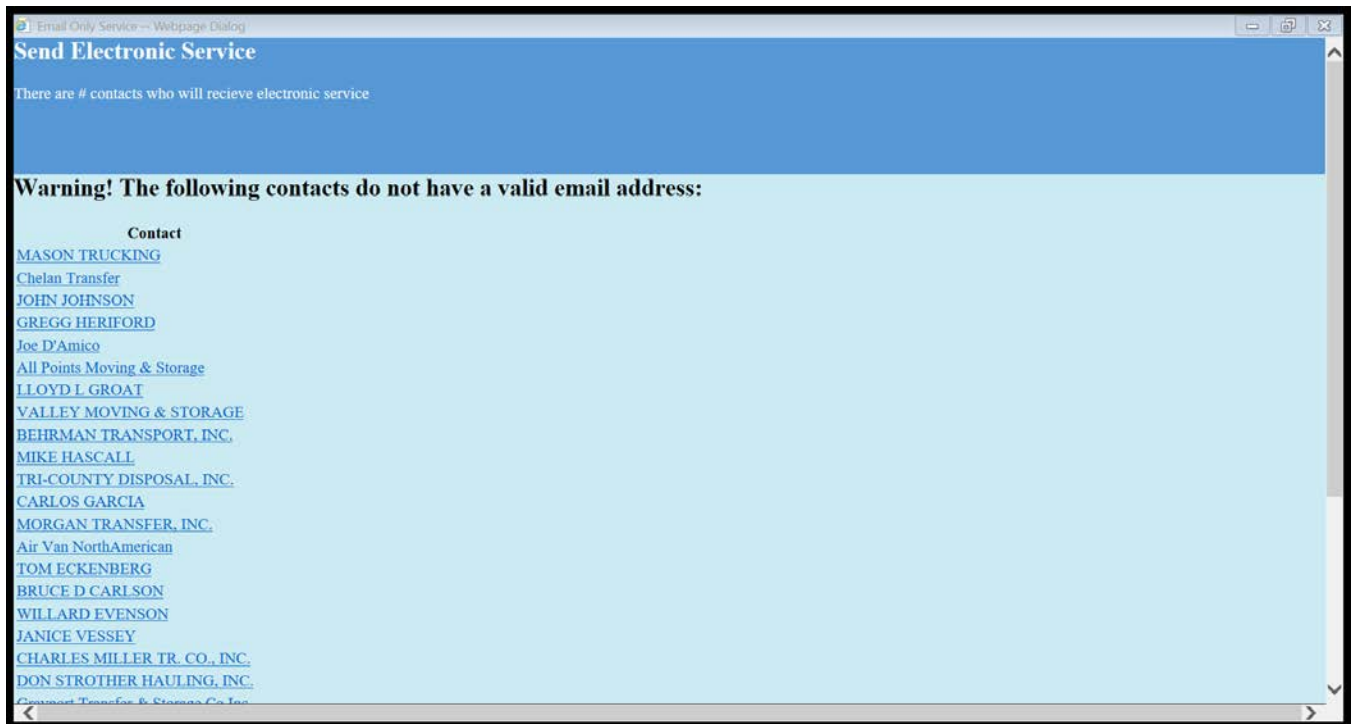 Email Only Service -- Webpage Dialog
Send Electronic Service
There are # contacts who will recieve electronic service
Warning! The following contacts do not have a valid email address:
Contact
MASON TRUCKING
Chelan Transfer
JOHN JOHNSON
GREGG HERIFORD
Joe D'Amico
All Points Moving & Storage
LLOYD L GROAT
VALLEY MOVING & STORAGE
BEHRMAN TRANSPORT, INC.
MIKE HASCALL
TRI-COUNTY DISPOSAL, INC.
CARLOS GARCIA
MORGAN TRANSFER, INC.
Air Van NorthAmerican
TOM ECKENBERG
BRUCE D CARLSON
WILLARD EVENSON
JANICE VESSEY
CHARLES MILLER TR. CO., INC.
DON STROTHER HAULING, INC.
Transfer & Storage Co Inc